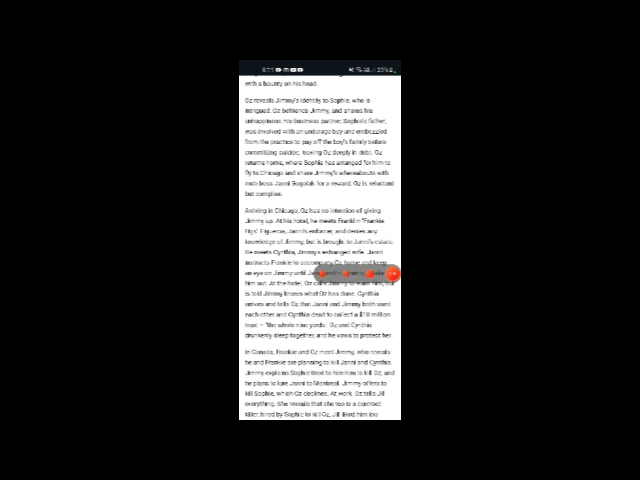 with a bounty on his head.
Oz reveals Jimmy's identity to Sophie, who is
intrigued. Oz befriends Jimmy, and shares his
unhappiness: his business partner, Sophie's father,
was involved with an underage boy and embezzled
from the practice to pay off the boy's family before
committing suicide, leaving Oz deeply in debt. Oz
returns home, where Sophie has arranged for him to
fly to Chicago and share Jimmy's whereabouts with
mob boss Janni Gogolak for a reward. Oz is reluctant
but complies.
Arriving in Chicago, Oz has no intention of giving
Jimmy up. At his hotel, he meets Franklin "Frankie
Figs" Figueroa, Janni's enforcer, and denies any
knowledge of Jimmy, but is brought to Janni's estate.
He meets Cynthia, Jimmy's estranged wife. Janni
instructs Frankie to accompany Oz home and keep
an eye on Jimmy until
him out. At the hotel, Oz calls Jimmy to warn him, but
is told Jimmy knows what Oz has done. Cynthia
arrives and tells Oz that Janni and Jimmy both want
each other and Cynthia dead to collect a $10 million
trust – "the whole nine yards". Oz and Cynthia
drunkenly sleep together, and he vows to protect her.
In Canada, Frankie and Oz meet Jimmy, who reveals
he and Frankie are planning to kill Janni and Cynthia.
Jimmy explains Sophie tried to hire him to kill Oz, and
he plans to lure Janni to Montreal. Jimmy offers to
kill Sophie, which Oz declines. At work, Oz tells Jill
everything. She reveals that she too is a contract
killer, hired by Sophie to kill Oz, Jill liked him too